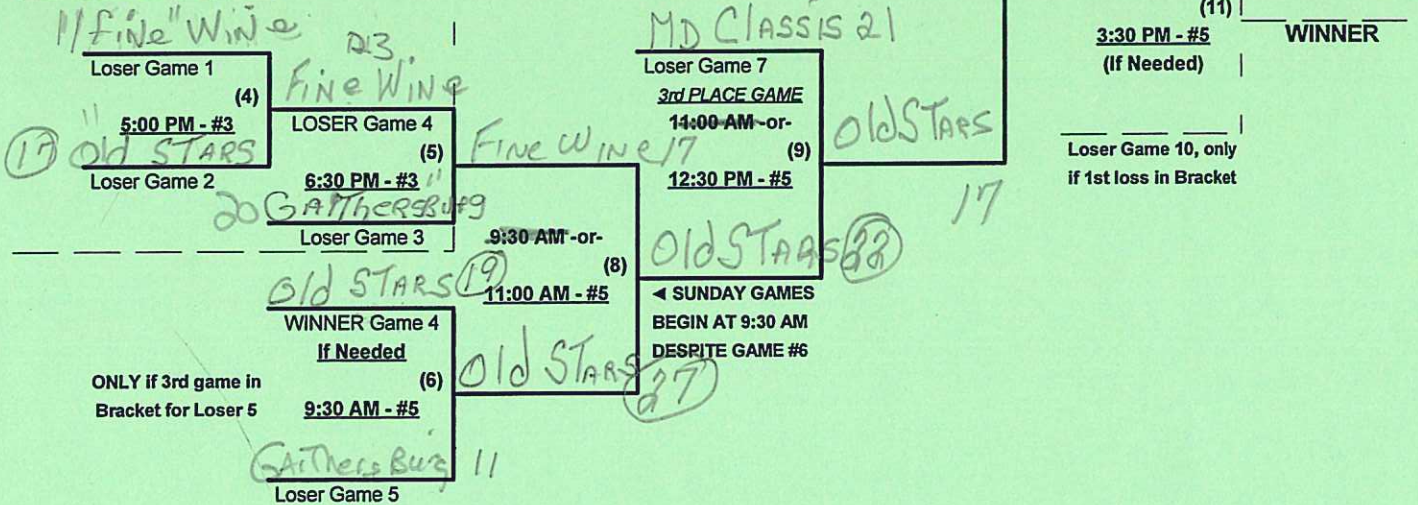 11 "Fine" Wine
Loser Game 1
(4)
5:00 PM - #3
17 Old STARS
Loser Game 2
Fine Wine
LOSER Game 4
(5)
6:30 PM - #3
20 GAITHERSBURG
Loser Game 3
Old STARS 19
WINNER Game 4
If Needed
(6)
9:30 AM - #5
ONLY if 3rd game in
Bracket for Loser 5
GAITHersBurg 11
Loser Game 5
Fine Wine 17
9:30 AM -or-
(8)
11:00 AM - #5
Old STARS 27
MD ClASSIS 21
Loser Game 7
3rd PLACE GAME
11:00 AM -or-
(9)
12:30 PM - #5
Old STARS 22
◄ SUNDAY GAMES
BEGIN AT 9:30 AM
DESPITE GAME #6
Old STARS
17
(11)
3:30 PM - #5
(If Needed)
WINNER
Loser Game 10, only
if 1st loss in Bracket